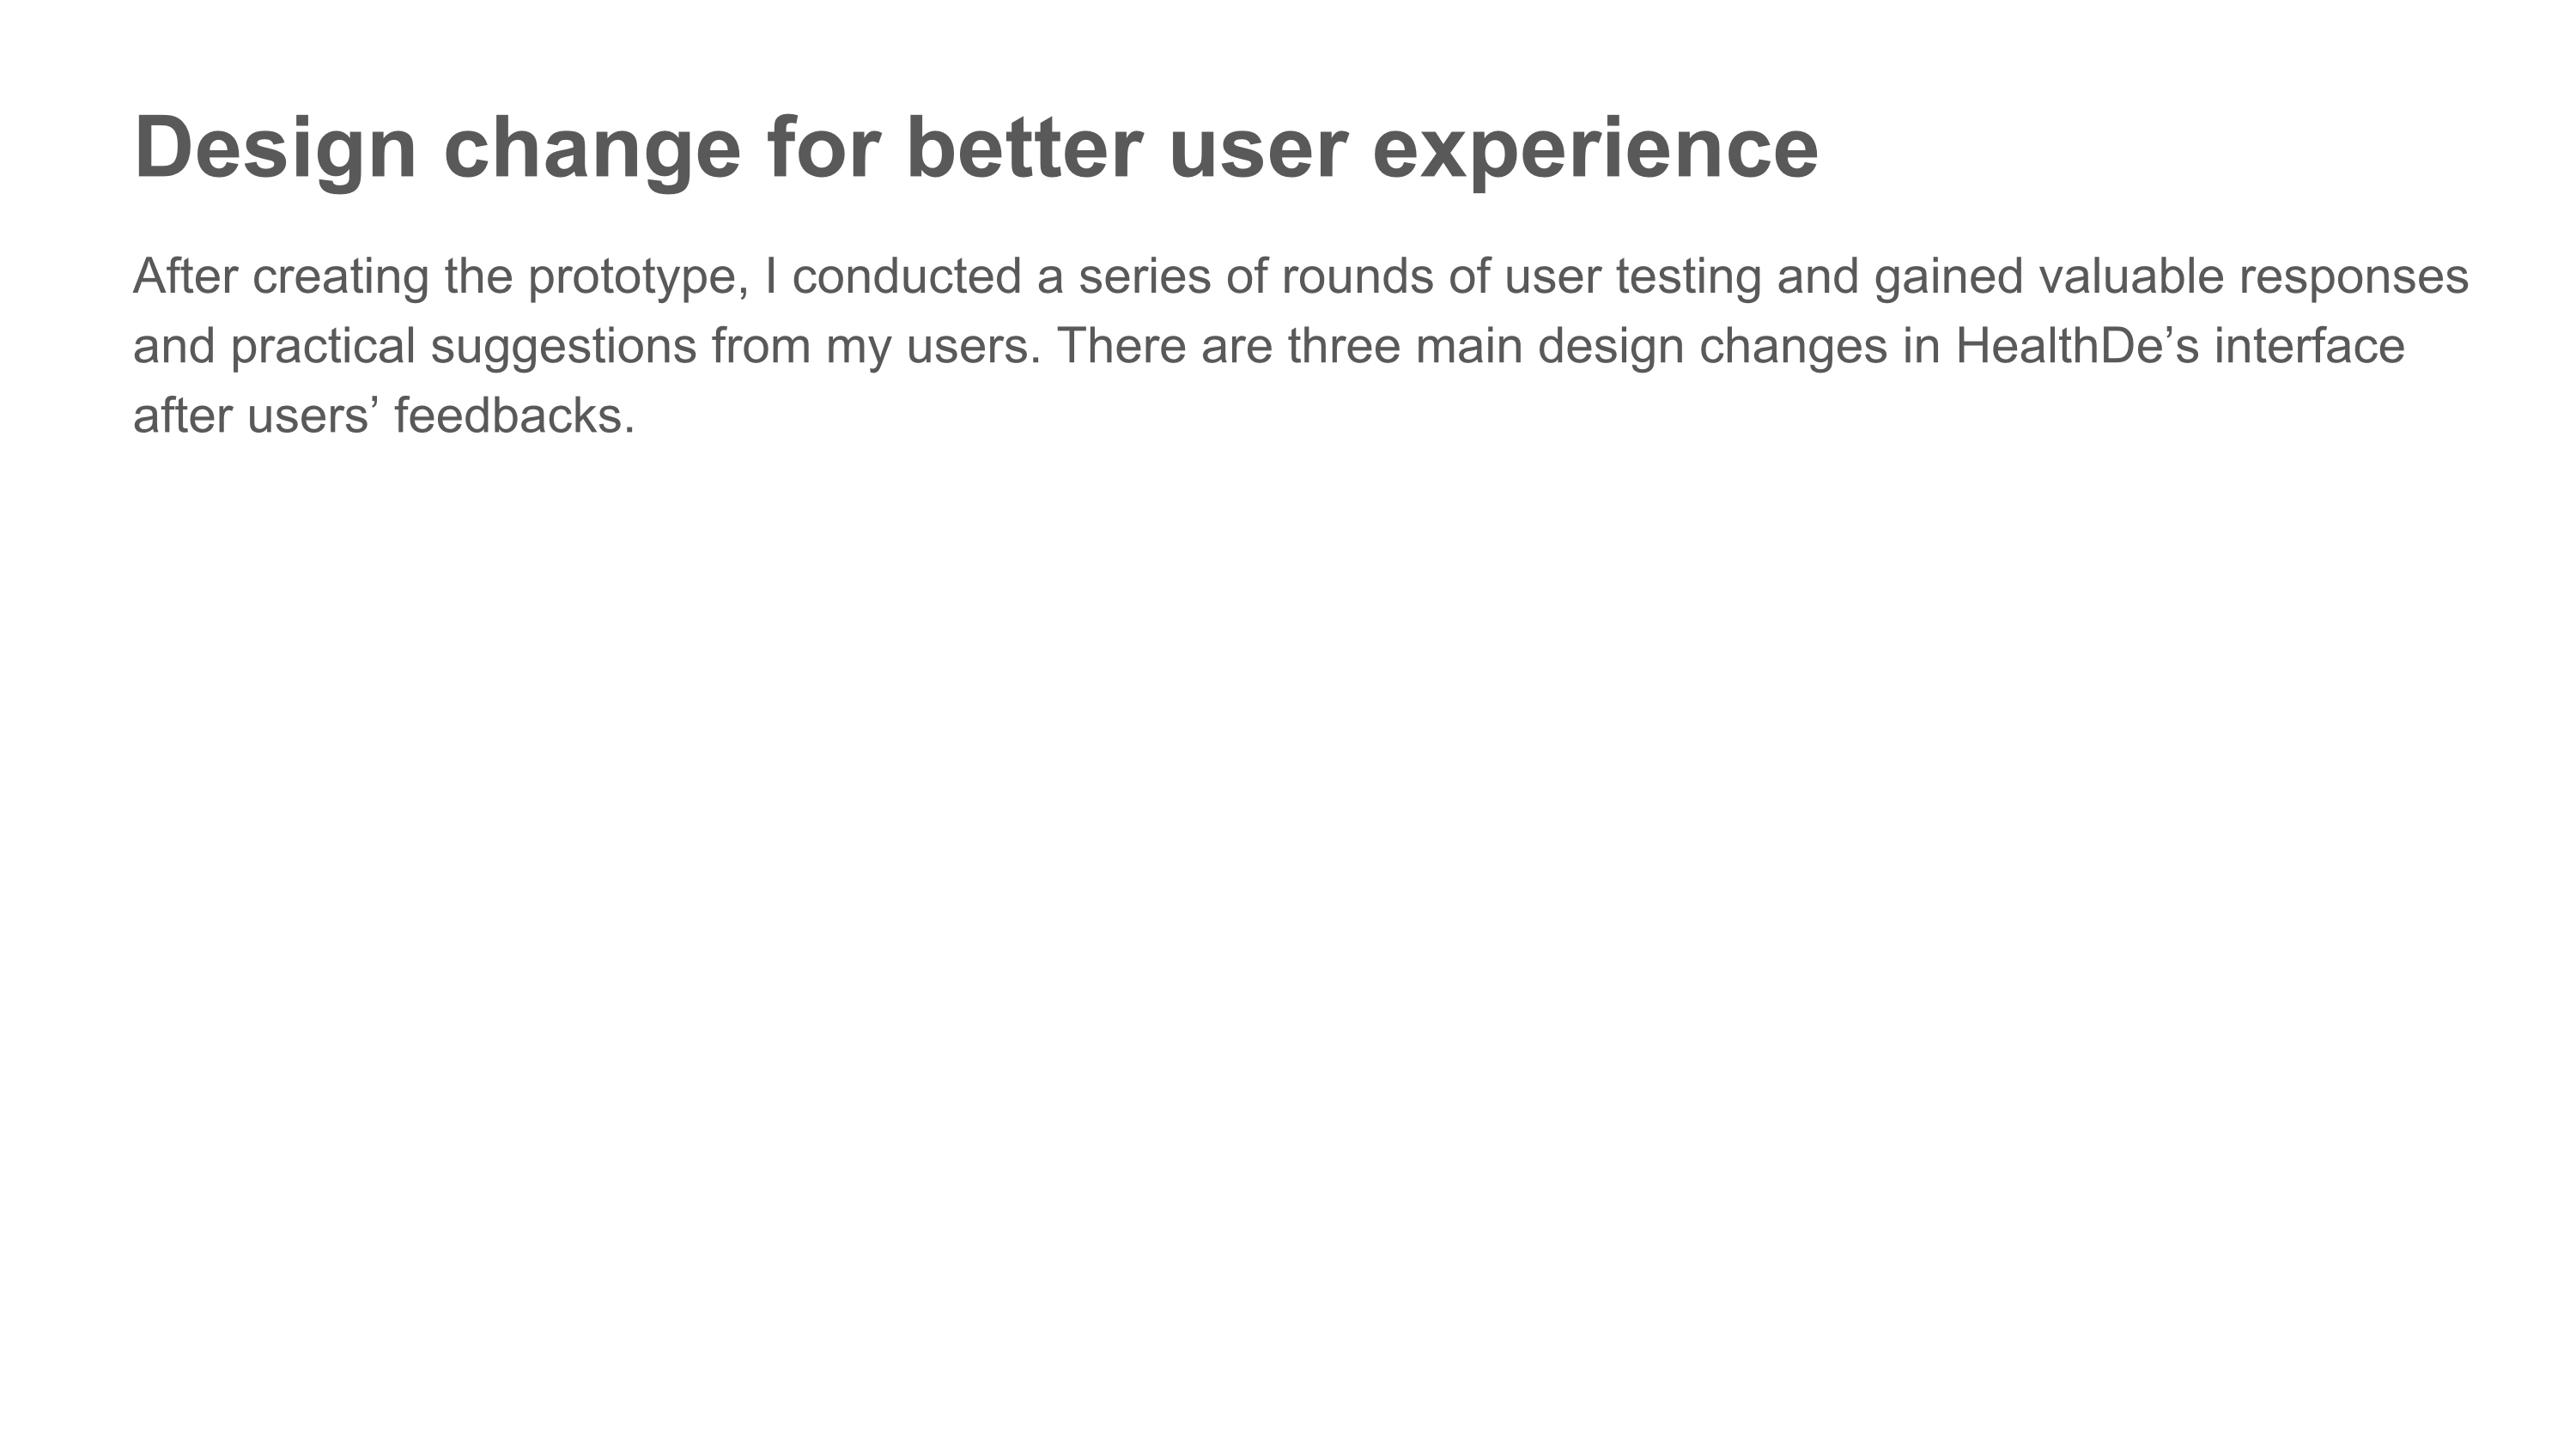 Design change for better user experience
After creating the prototype, I conducted a series of rounds of user testing and gained valuable responses
and practical suggestions from my users. There are three main design changes in HealthDe’s interface
after users’ feedbacks.